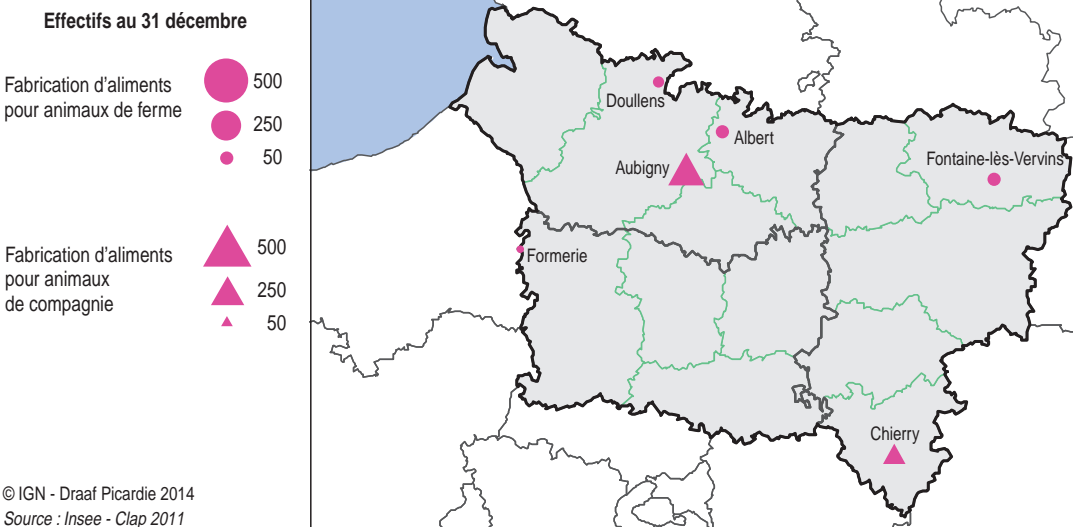 Effectifs au 31 décembre
Fabrication d'aliments
pour animaux de ferme
500
250
50
Fabrication d'aliments
pour animaux
de compagnie
500
250
50
© IGN - Draaf Picardie 2014
Source : Insee - Clap 2011
Doullens
Albert
Aubigny
Fontaine-lès-Vervins
Formerie
Chierry